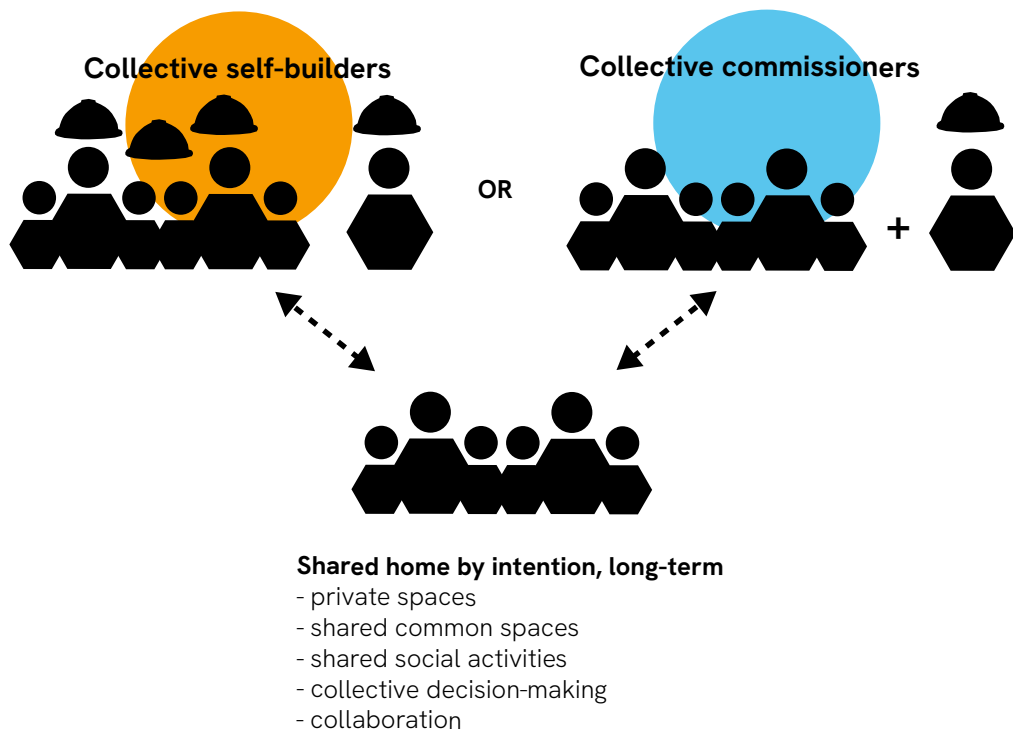 Collective self-builders
Collective commissioners
OR
+
Shared home by intention, long-term
- private spaces
- shared common spaces
- shared social activities
- collective decision-making
- collaboration